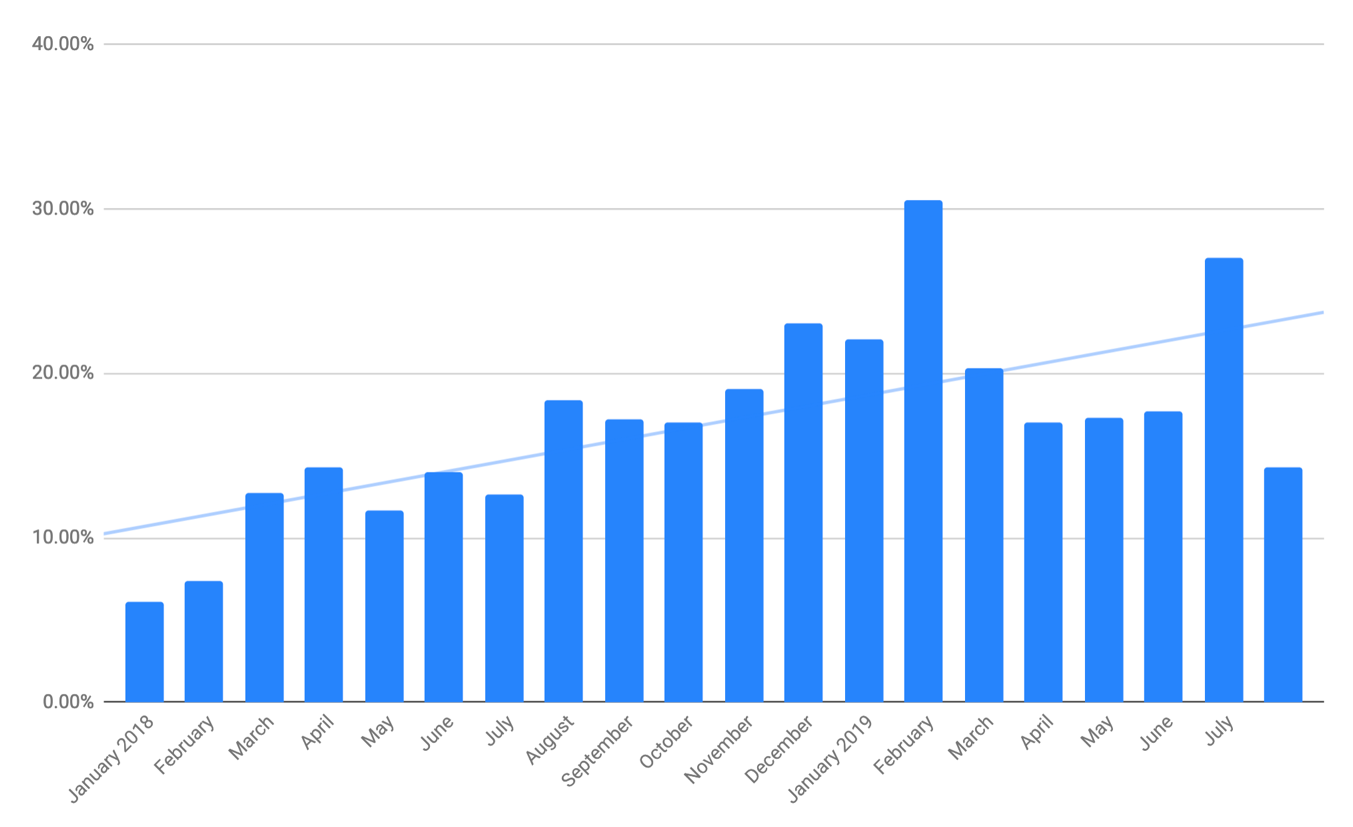 40.00%
30.00%
20.00%
10.00%
0.00%
January 2018
February
March
April
May
June
July
August
September
October
November
December
January 2019
February
March
April
May
June
July